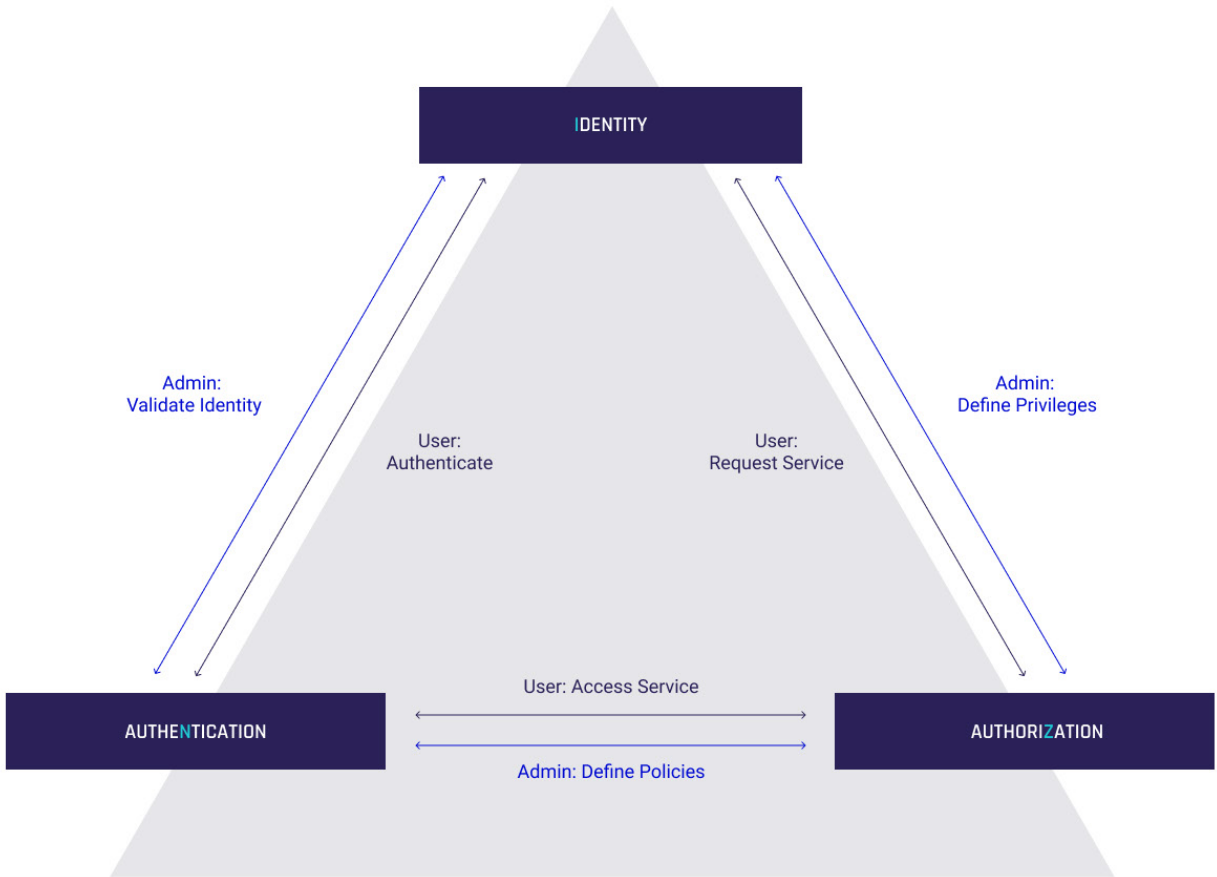 IDENTITY
Admin:
Validate Identity
Admin:
Define Privileges
User:
Authenticate
User:
Request Service
User: Access Service
AUTHENTICATION
AUTHORIZATION
Admin: Define Policies